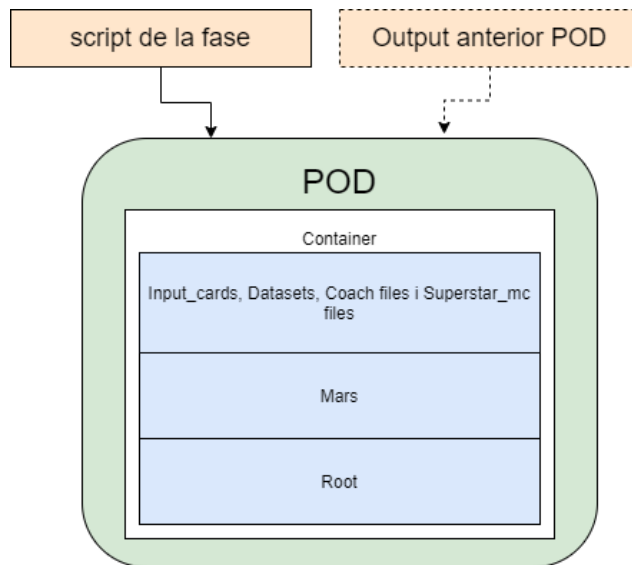 script de la fase
Output anterior POD
POD
Container
Input_cards, Datasets, Coach files i Superstar_mc
files
Mars
Root